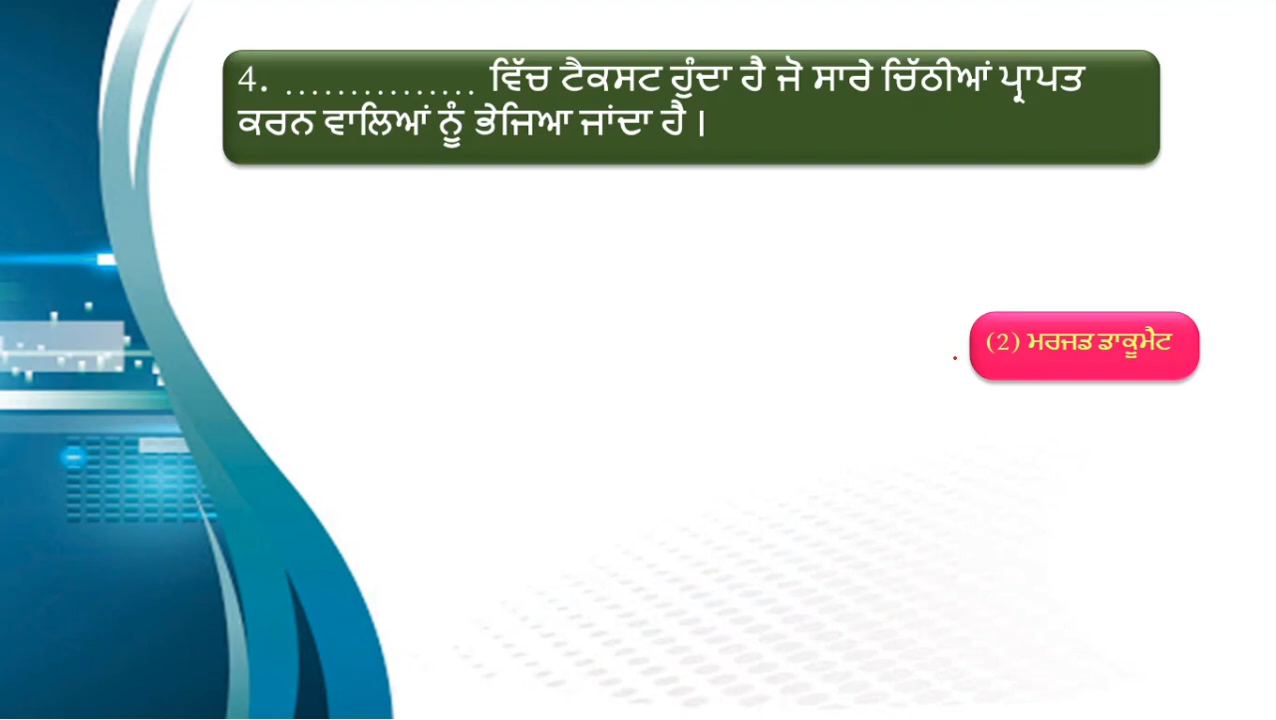 4. ............... ਵਿੱਚ ਟੈਕਸਟ ਹੁੰਦਾ ਹੈ ਜੋ ਸਾਰੇ ਚਿੱਠੀਆਂ ਪ੍ਰਾਪਤ
ਕਰਨ ਵਾਲਿਆਂ ਨੂੰ ਭੇਜਿਆ ਜਾਂਦਾ ਹੈ।
(2) ਮਰਜਡ ਡਾਕੂਮੈਟ